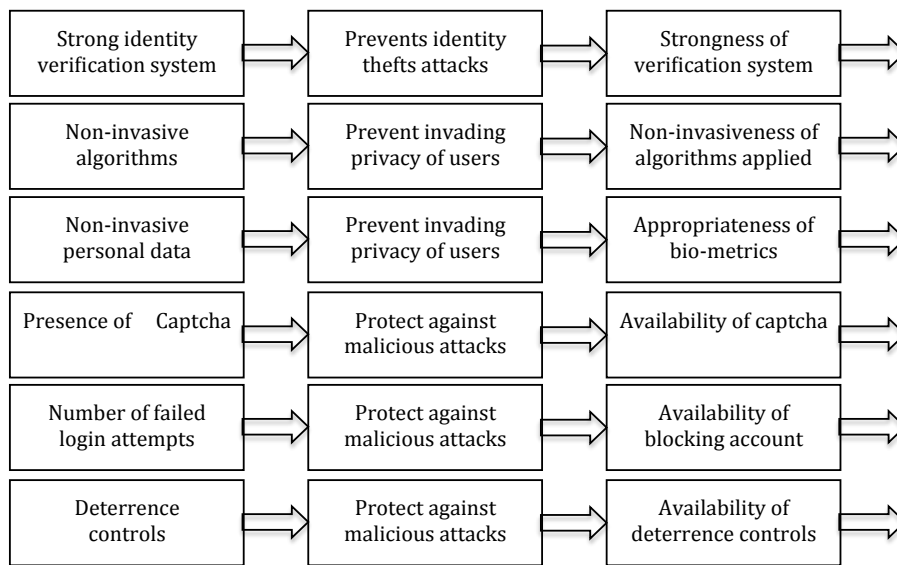 Strong identity
verification system
Prevents identity
thefts attacks
Strongness of
verification system
Non-invasive
algorithms
Prevent invading
privacy of users
Non-invasiveness of
algorithms applied
Non-invasive
personal data
Prevent invading
privacy of users
Appropriateness of
bio-metrics
Presence of Captcha
Protect against
malicious attacks
Availability of captcha
Number of failed
login attempts
Protect against
malicious attacks
Availability of
blocking account
Deterrence
controls
Protect against
malicious attacks
Availability of
deterrence controls